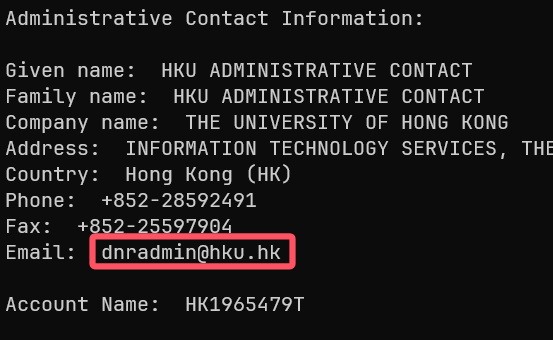 Administrative Contact Information:
Given name:  HKU ADMINISTRATIVE CONTACT
Family name:  HKU ADMINISTRATIVE CONTACT
Company name:  THE UNIVERSITY OF HONG KONG
Address:  INFORMATION TECHNOLOGY SERVICES, THE
Country:  Hong Kong (HK)
Phone:  +852-28592491
Fax:  +852-25597904
Email:  dnradmin@hku.hk
Account Name:  HK1965479T